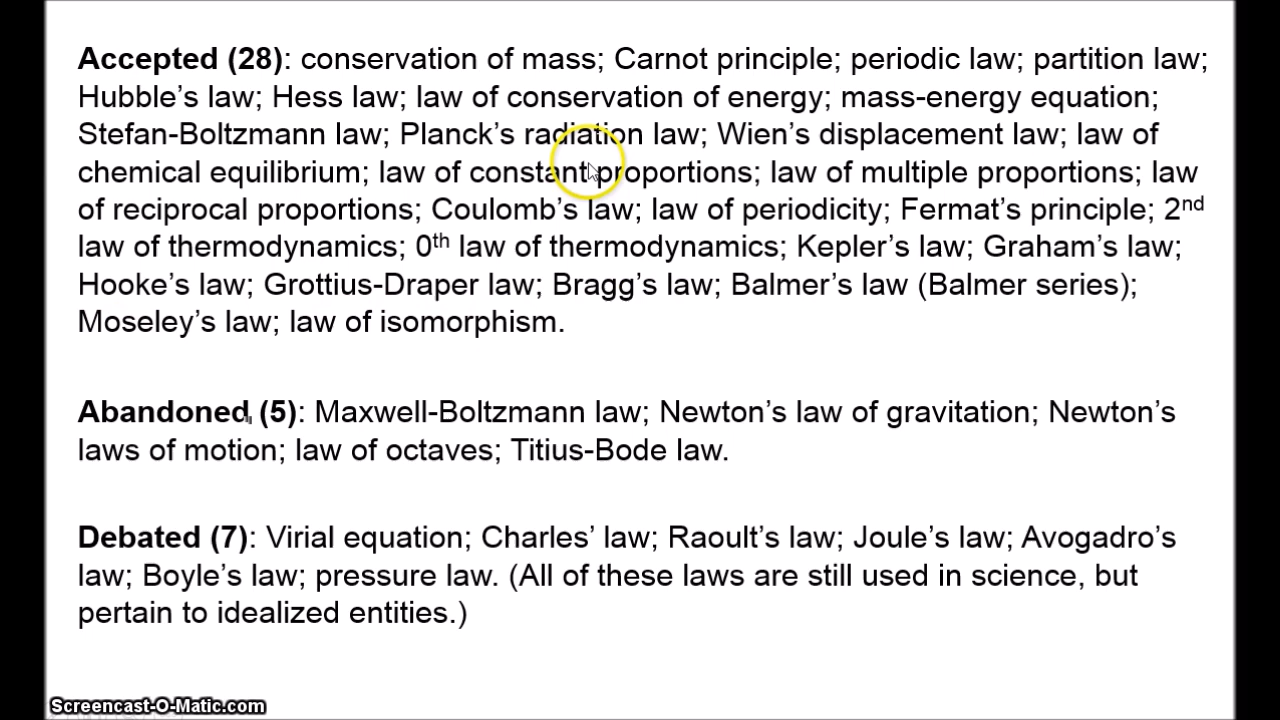 Accepted (28): conservation of mass; Carnot principle; periodic law; partition law;
Hubble’s law; Hess law; law of conservation of energy; mass-energy equation;
Stefan-Boltzmann law; Planck’s radiation law; Wien’s displacement law; law of
chemical equilibrium; law of constant proportions; law of multiple proportions; law
of reciprocal proportions; Coulomb’s law; law of periodicity; Fermat’s principle; 2nd
law of thermodynamics; 0th law of thermodynamics; Kepler’s law; Graham’s law;
Hooke’s law; Grottius-Draper law; Bragg’s law; Balmer’s law (Balmer series);
Moseley’s law; law of isomorphism.
Abandoned (5): Maxwell-Boltzmann law; Newton’s law of gravitation; Newton’s
laws of motion; law of octaves; Titius-Bode law.
Debated (7): Virial equation; Charles’ law; Raoult’s law; Joule’s law; Avogadro’s
law; Boyle’s law; pressure law. (All of these laws are still used in science, but
pertain to idealized entities.)
Screencast-O-Matic.com